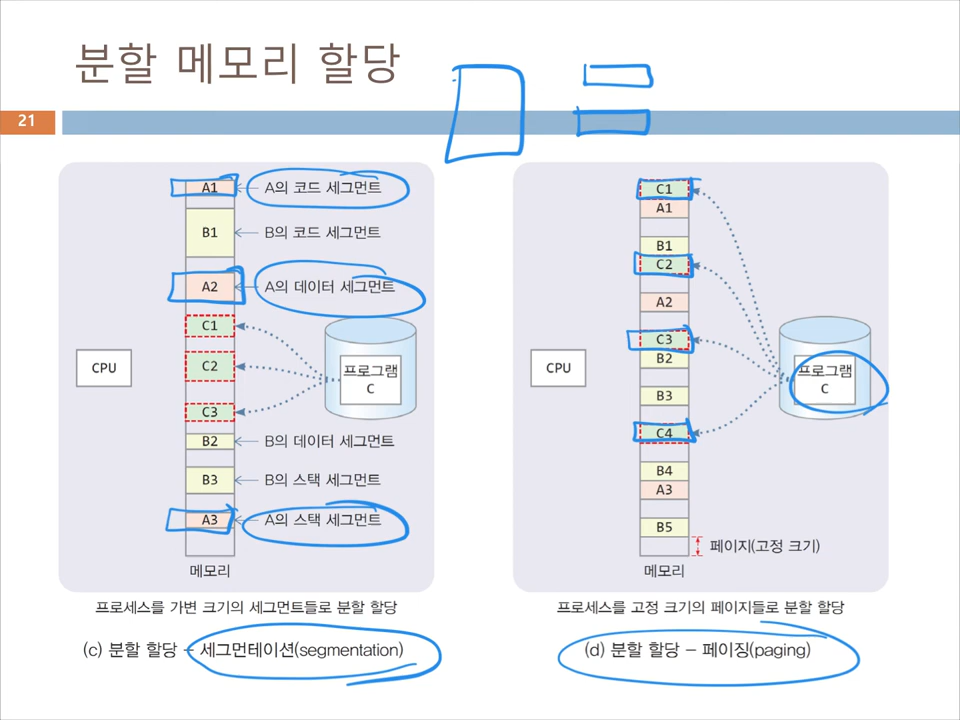 분할 메모리 할당
21
A1
A의 코드 세그먼트
B1
B의 코드 세그먼트
A2
A의 데이터 세그먼트
C1
C2
C3
프로그램
C
CPU
B2
B의 데이터 세그먼트
B3
B의 스택 세그먼트
A3
A의 스택 세그먼트
메모리
프로세스를 가변 크기의 세그먼트들로 분할 할당
(c) 분할 할당 – 세그먼테이션(segmentation)
C1
A1
B1
C2
A2
C3
B2
B3
C4
B4
A3
B5
CPU
프로그램
C
페이지(고정 크기)
메모리
프로세스를 고정 크기의 페이지들로 분할 할당
(d) 분할 할당 – 페이징(paging)